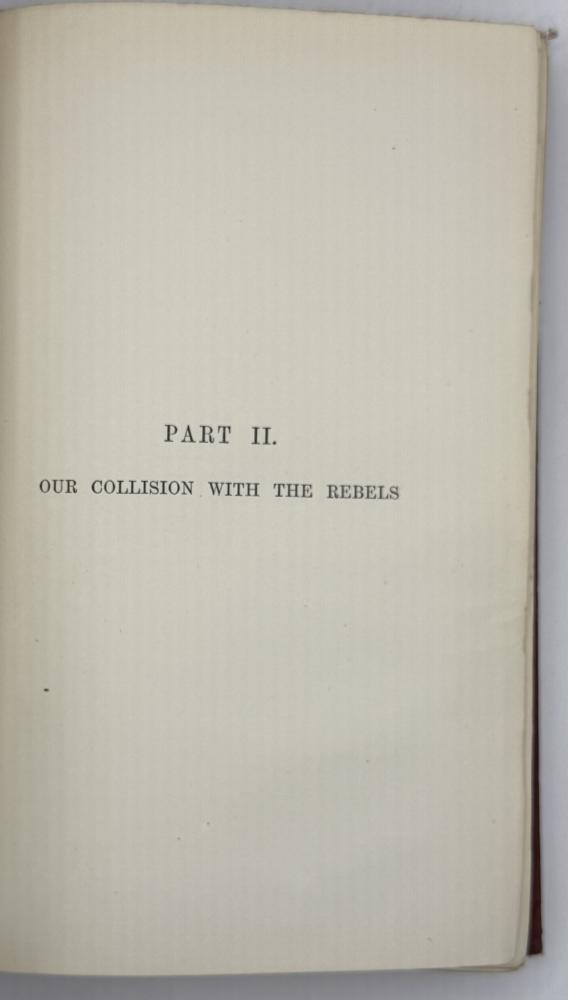 PART II.
OUR COLLISION WITH THE REBELS